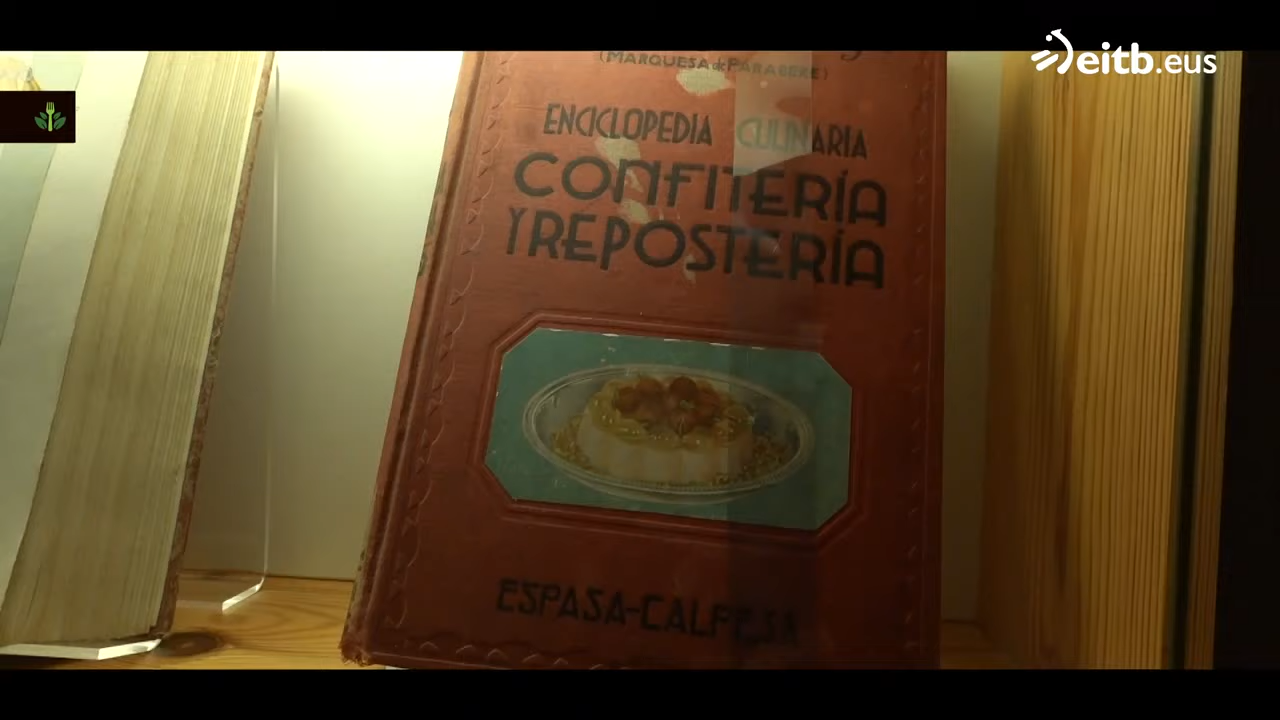 eitb.eus
(MARQUESA de PARABERE)
ENCICLOPEDIA CULINARIA
CONFITERÍA
Y REPOSTERÍA
ESPASA-CALPE S.A.